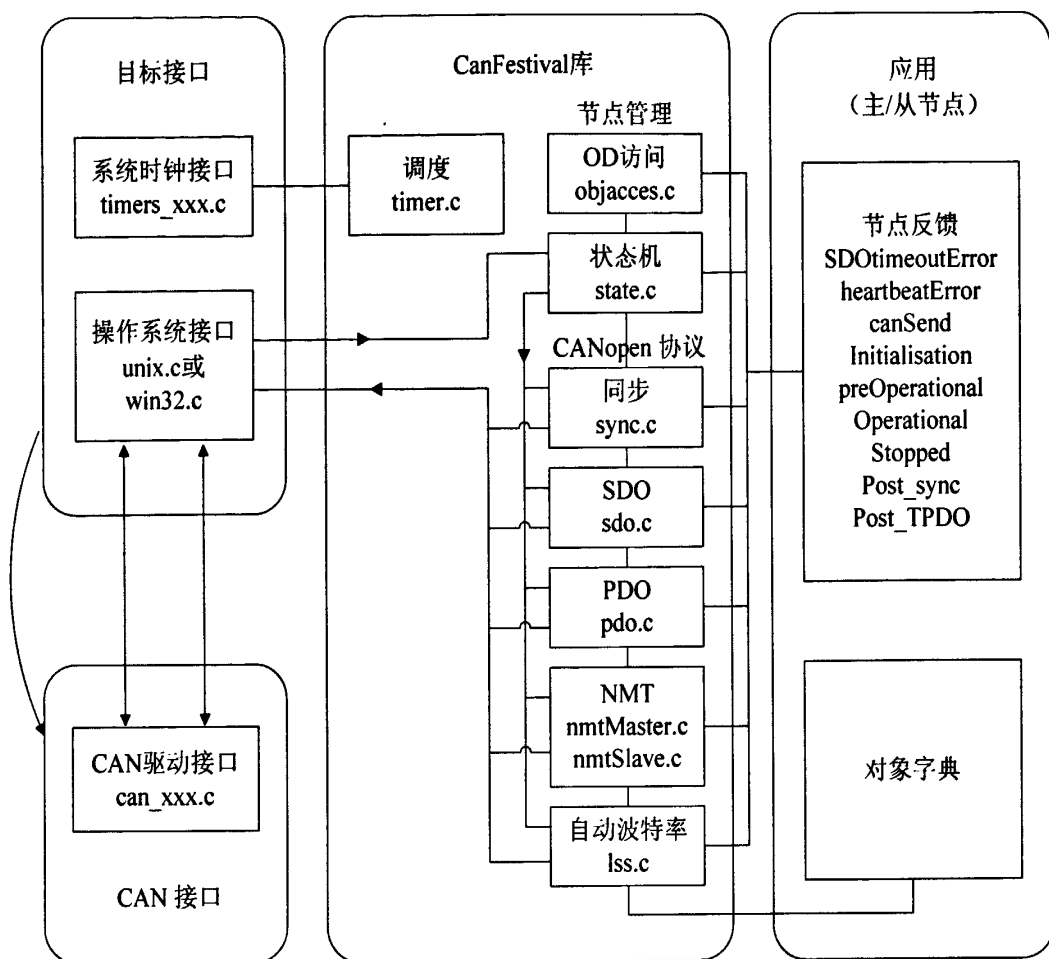 目标接口
系统时钟接口
timers_xxx.c
操作系统接口
unix.c或
win32.c
CAN驱动接口
can_xxx.c
CAN 接口
CanFestival库
调度
timer.c
节点管理
OD访问
objacces.c
状态机
state.c
CANopen 协议
同步
sync.c
SDO
sdo.c
PDO
pdo.c
NMT
nmtMaster.c
nmtSlave.c
自动波特率
lss.c
应用
（主/从节点）
节点反馈
SDOtimeoutError
heartbeatError
canSend
Initialisation
preOperational
Operational
Stopped
Post_sync
Post_TPDO
对象字典